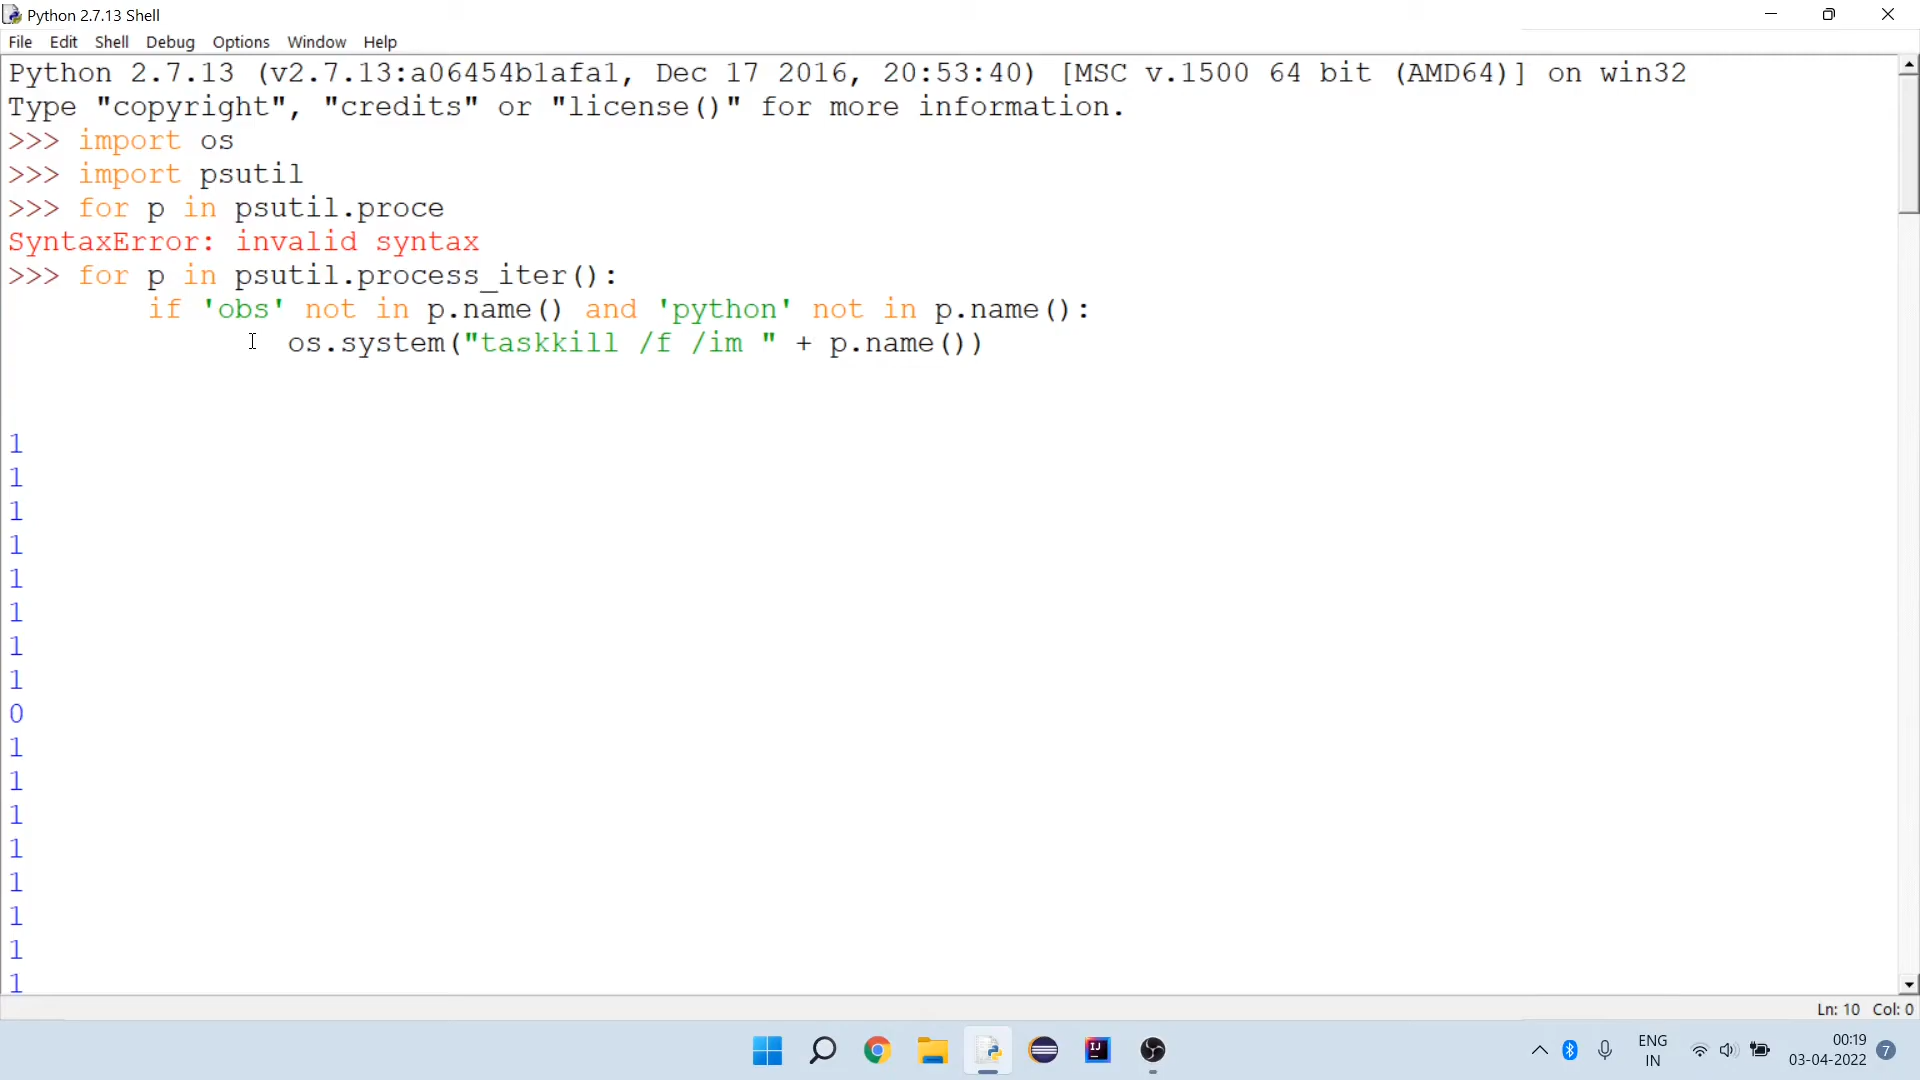 Python 2.7.13 Shell
File Edit Shell Debug Options Window Help
Python 2.7.13 (v2.7.13:a06454b1afa1, Dec 17 2016, 20:53:40) [MSC v.1500 64 bit (AMD64)] on win32
Type "copyright", "credits" or "license()" for more information.
>>> import os
>>> import psutil
>>> for p in psutil.proce
SyntaxError: invalid syntax
>>> for p in psutil.process_iter():
        if 'obs' not in p.name() and 'python' not in p.name():
                os.system("taskkill /f /im " + p.name())
1
1
1
1
1
1
1
1
0
1
1
1
1
1
1
1
1
Ln: 10 Col: 0
IJ
ENG
IN
00:19
03-04-2022
7